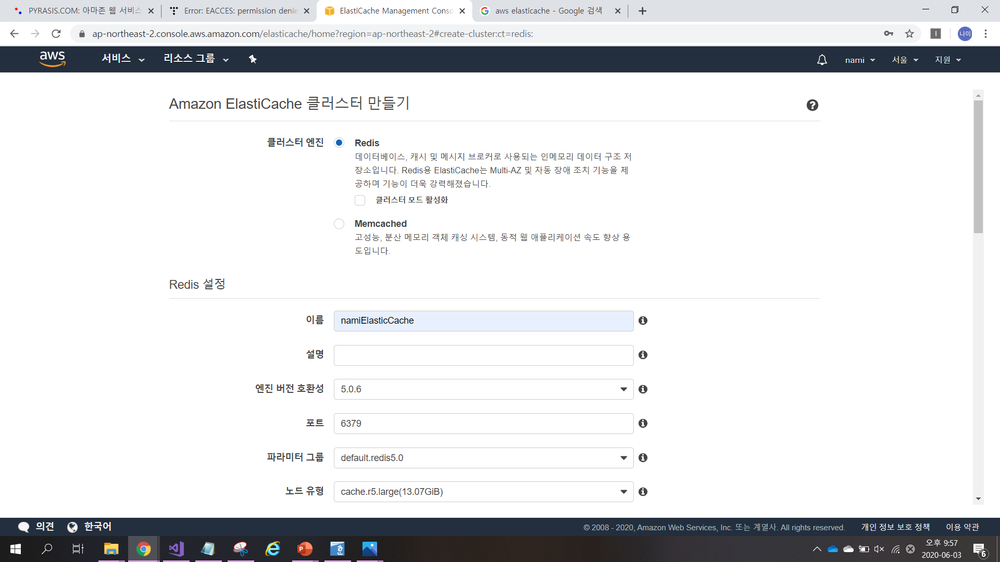 PYRASIS.COM: 아마존 웹 서비스
Error: EACCES: permission denie
ElastiCache Management Conso
aws elasticache - Google 검색
ap-northeast-2.console.aws.amazon.com/elasticache/home?region=ap-northeast-2#create-cluster:ct=redis:
나미
aws
서비스
리소스 그룹
nami
서울
지원
Amazon ElastiCache 클러스터 만들기
클러스터 엔진
Redis
데이터베이스, 캐시 및 메시지 브로커로 사용되는 인메모리 데이터 구조 저
장소입니다. Redis용 ElastiCache는 Multi-AZ 및 자동 장애 조치 기능을 제
공하며 기능이 더욱 강력해졌습니다.
클러스터 모드 활성화
Memcached
고성능, 분산 메모리 객체 캐싱 시스템, 동적 웹 애플리케이션 속도 향상 용
도입니다.
Redis 설정
이름
namiElasticCache
설명
엔진 버전 호환성
5.0.6
포트
6379
파라미터 그룹
default.redis5.0
노드 유형
cache.r5.large(13.07GiB)
의견
한국어
© 2008 - 2020, Amazon Web Services, Inc. 또는 계열사. All rights reserved.
개인 정보 보호 정책
이용 약관
오후 9:57
2020-06-03
6